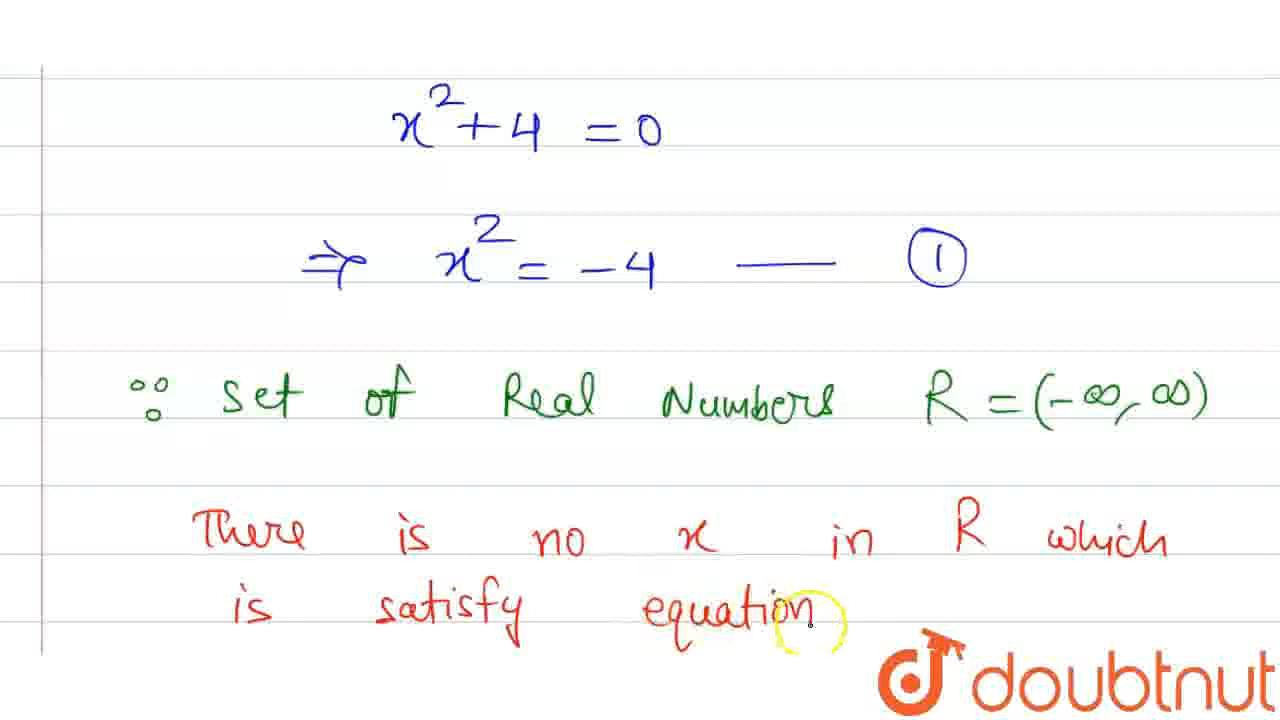 x² + 4 = 0
⇒ x² = -4 —— ①
∵ Set of Real Numbers R = (-∞, ∞)
There is no x in R which
is satisfy equation
doubtnut